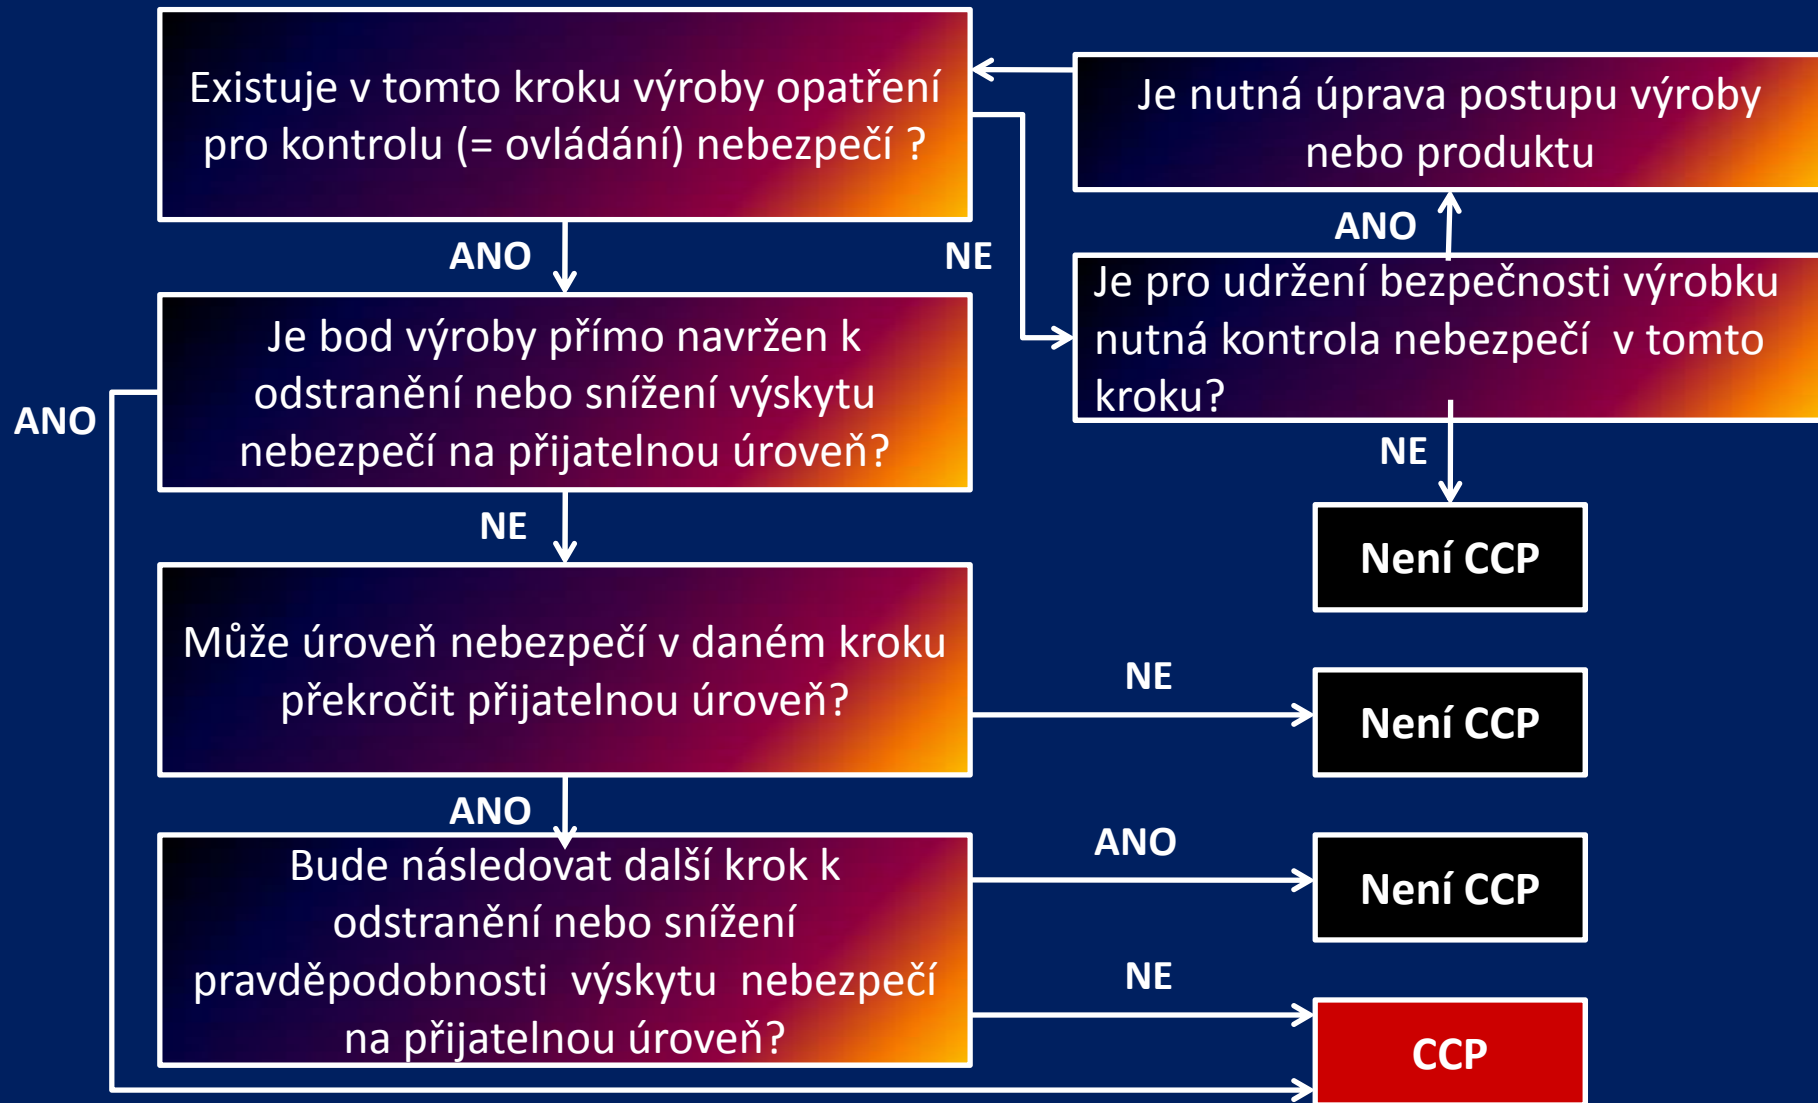 Existuje v tomto kroku výroby opatření
pro kontrolu (= ovládání) nebezpečí ?
Je nutná úprava postupu výroby
nebo produktu
ANO
NE
ANO
Je pro udržení bezpečnosti výrobku
nutná kontrola nebezpečí  v tomto
kroku?
Je bod výroby přímo navržen k
odstranění nebo snížení výskytu
nebezpečí na přijatelnou úroveň?
ANO
NE
NE
Není CCP
Může úroveň nebezpečí v daném kroku
překročit přijatelnou úroveň?
NE
Není CCP
ANO
Bude následovat další krok k
odstranění nebo snížení
pravděpodobnosti  výskytu  nebezpečí
na přijatelnou úroveň?
ANO
Není CCP
NE
CCP